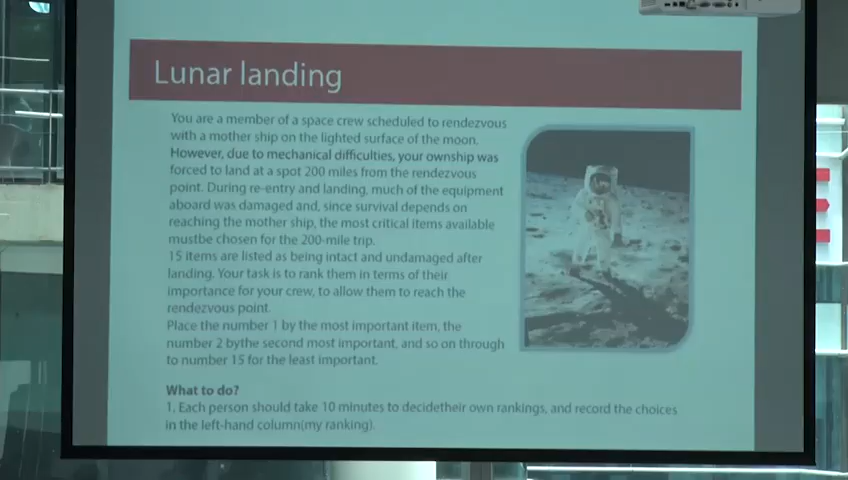 Lunar landing
You are a member of a space crew scheduled to rendezvous
with a mother ship on the lighted surface of the moon.
However, due to mechanical difficulties, your ownship was
forced to land at a spot 200 miles from the rendezvous
point. During re-entry and landing, much of the equipment
aboard was damaged and, since survival depends on
reaching the mother ship, the most critical items available
mustbe chosen for the 200-mile trip.
15 items are listed as being intact and undamaged after
landing. Your task is to rank them in terms of their
importance for your crew, to allow them to reach the
rendezvous point.
Place the number 1 by the most important item, the
number 2 bythe second most important, and so on through
to number 15 for the least important.
What to do?
1. Each person should take 10 minutes to decidetheir own rankings, and record the choices
in the left-hand column(my ranking).